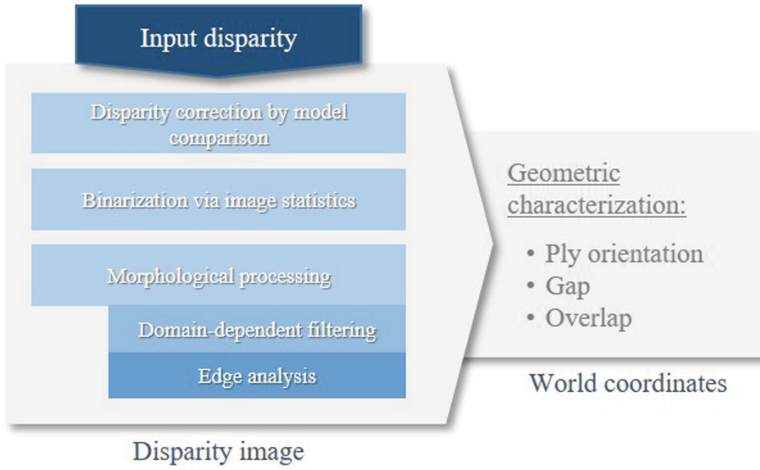 Input disparity
Disparity correction by model
comparison
Binarization via image statistics
Morphological processing
Domain-dependent filtering
Edge analysis
Disparity image
Geometric
characterization:
• Ply orientation
• Gap
• Overlap
World coordinates